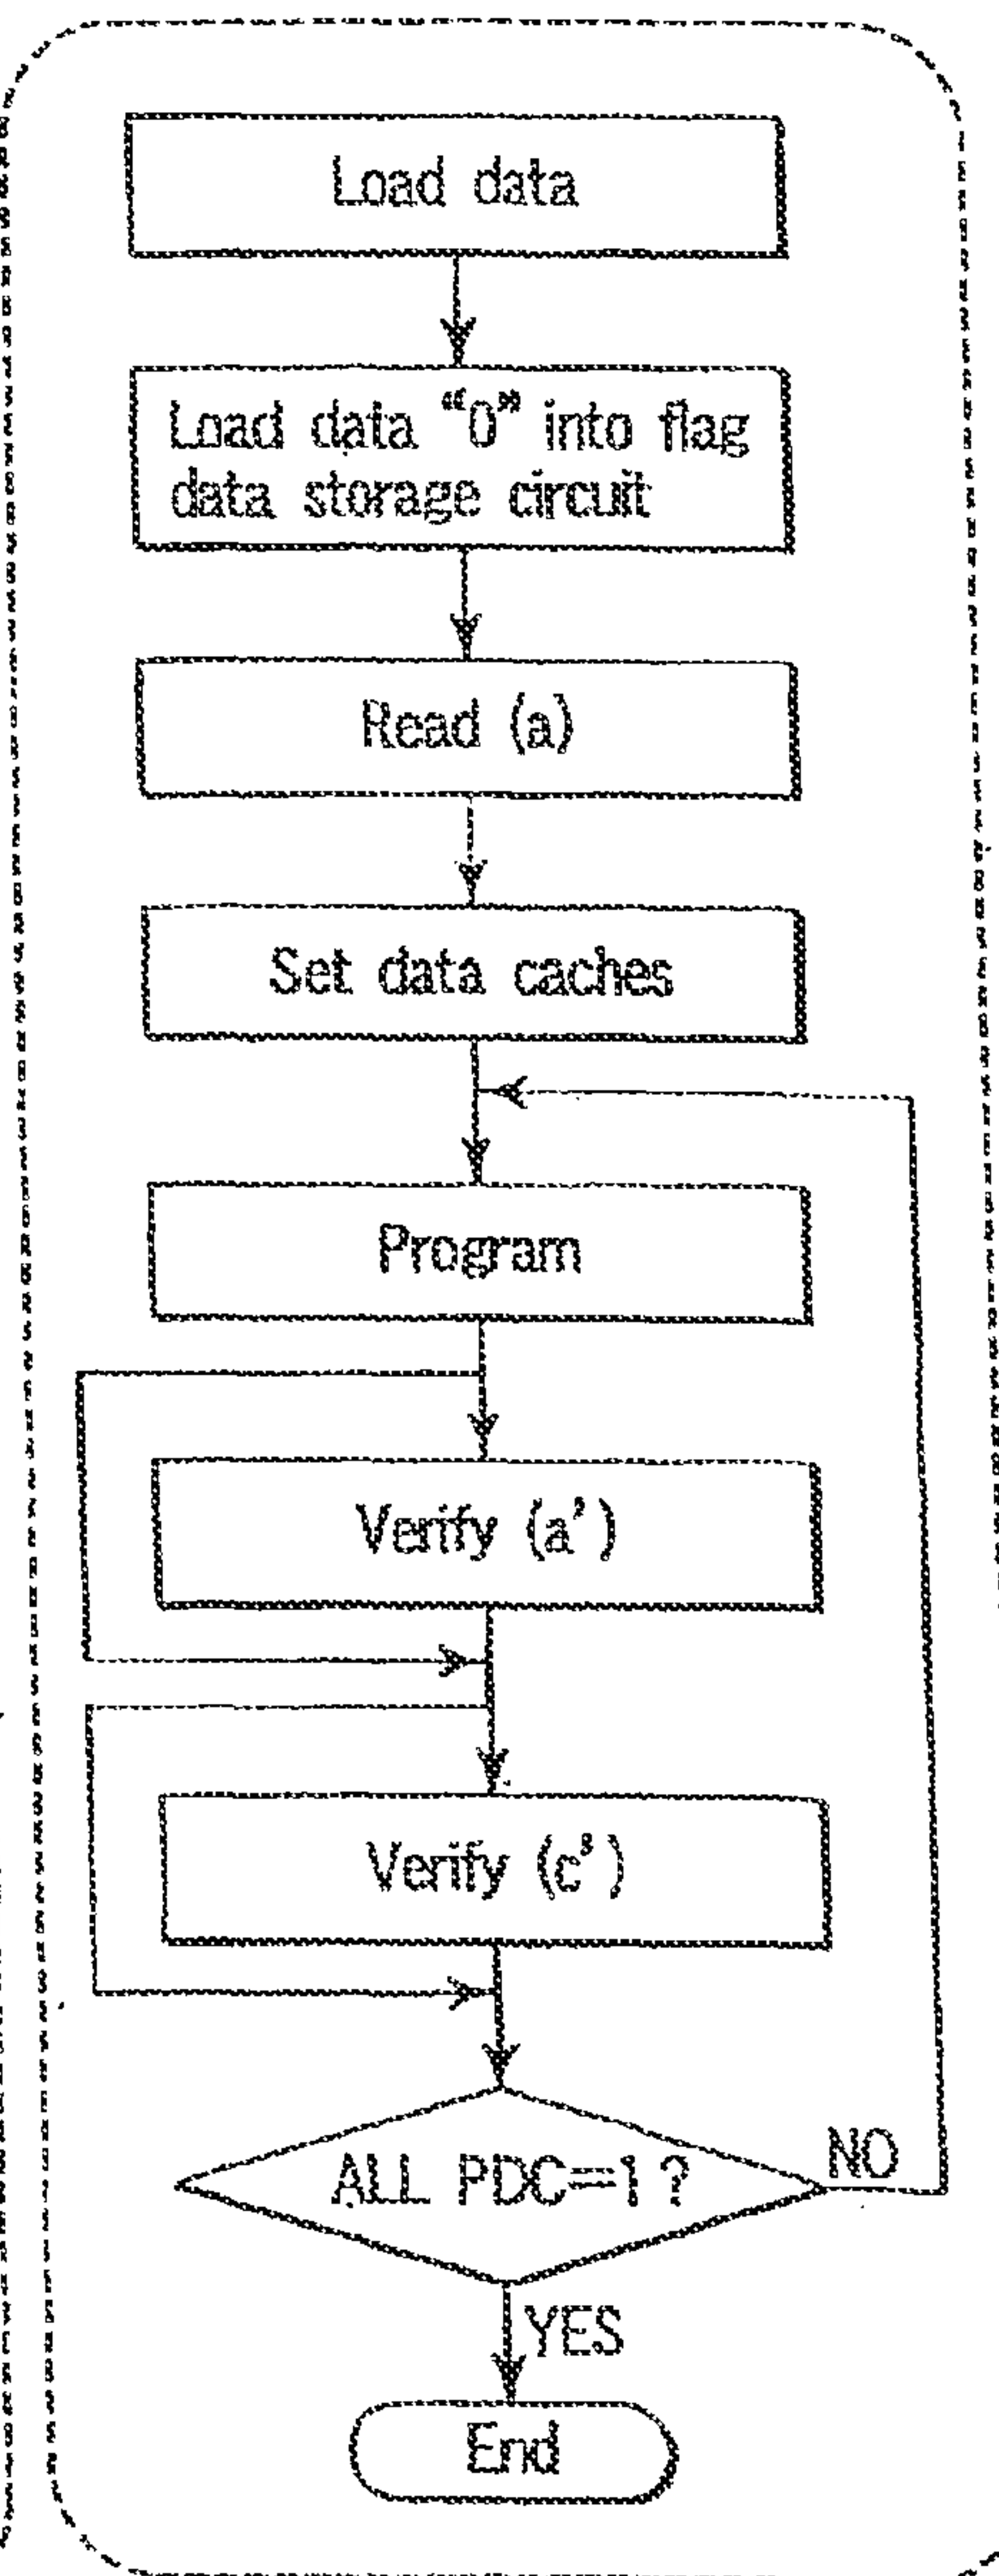 Load data
Load data “0” into flag
data storage circuit
Read (a)
Set data caches
Program
Verify (a’)
Verify (c’)
ALL PDC=1?
NO
YES
End